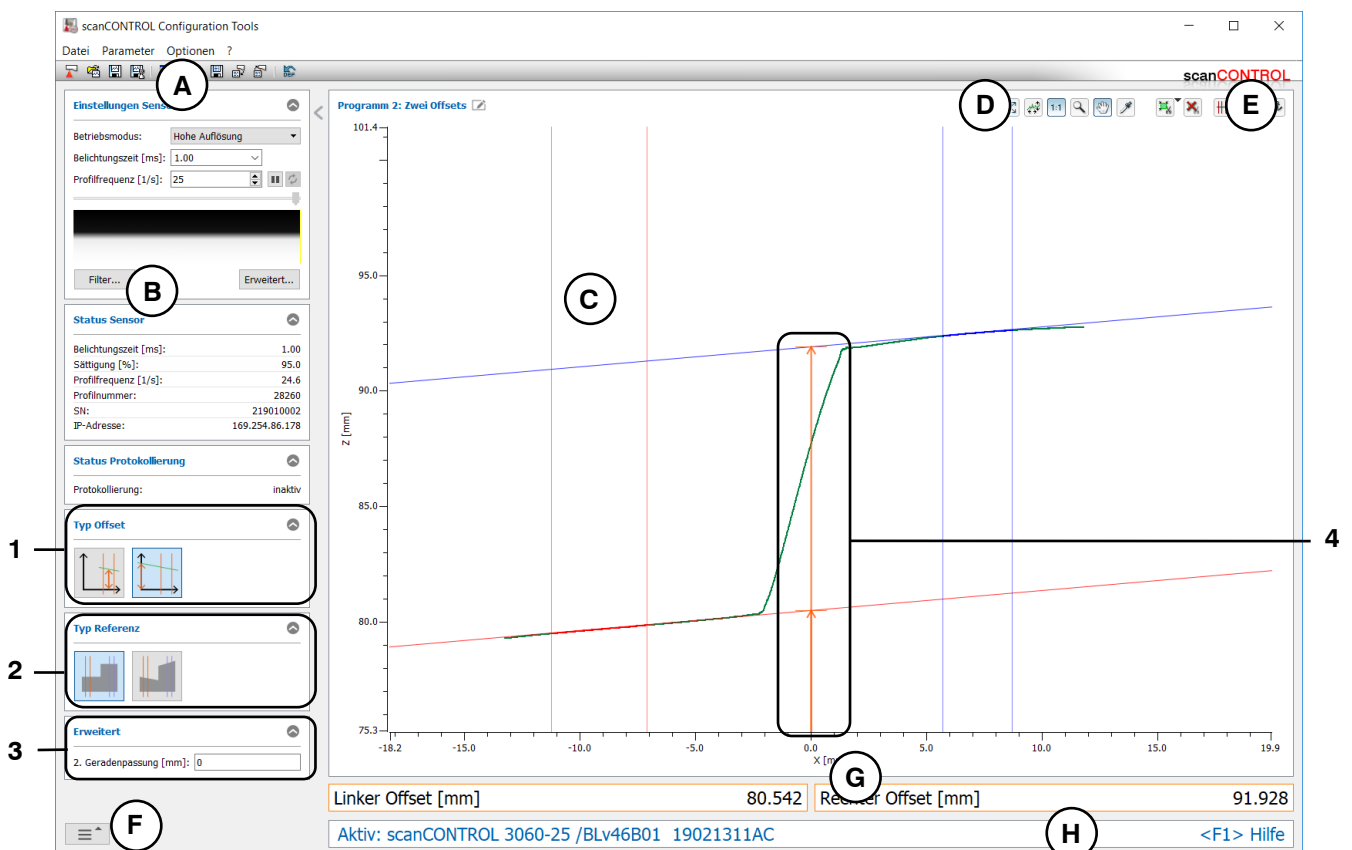 scanCONTROL Configuration Tools
Datei Parameter Optionen ?
A
scanCONTROL
Einstellungen
Betriebsmodus: Hohe Auflösung
Belichtungszeit [ms]: 1.00
Profilfrequenz [1/s]: 25
Filter... Erweitert...
B
Status Sensor
Belichtungszeit [ms]: 1.00
Sättigung [%]: 95.0
Profilfrequenz [1/s]: 24.6
Profilnummer: 28260
SN: 219010002
IP-Adresse: 169.254.86.178
Status Protokollierung
Protokollierung: inaktiv
1
Typ Offset
2
Typ Referenz
3
Erweitert
2. Geradenpassung [mm]: 0
F
Programm 2: Zwei Offsets
D
1:1
E
C
101.4
95.0
90.0
85.0
80.0
75.3
Z [mm]
4
-18.2 -15.0 -10.0 -5.0 0.0 5.0 10.0 15.0 19.9
X
G
Linker Offset [mm] 80.542
Offset [mm] 91.928
Aktiv: scanCONTROL 3060-25 /BLv46B01 19021311AC
H
<F1> Hilfe